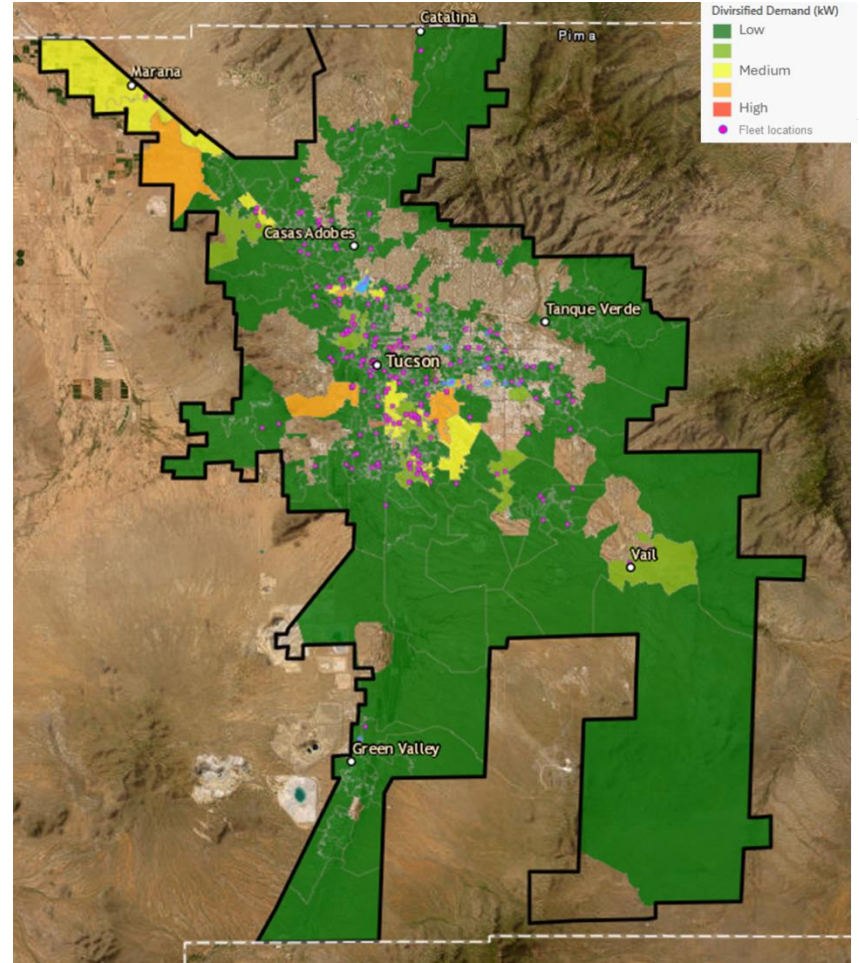 Catalina
Pima
Divirsified Demand (kW)
Low
Medium
High
Fleet locations
Marana
Casas Adobes
Tanque Verde
Tucson
Vail
Green Valley